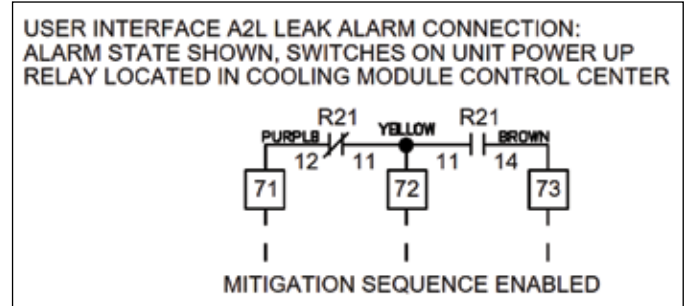 USER INTERFACE A2L LEAK ALARM CONNECTION:
ALARM STATE SHOWN, SWITCHES ON UNIT POWER UP
RELAY LOCATED IN COOLING MODULE CONTROL CENTER
R21 R21
PURPLE YELLOW BROWN
12 11 11 14
71 72 73
MITIGATION SEQUENCE ENABLED